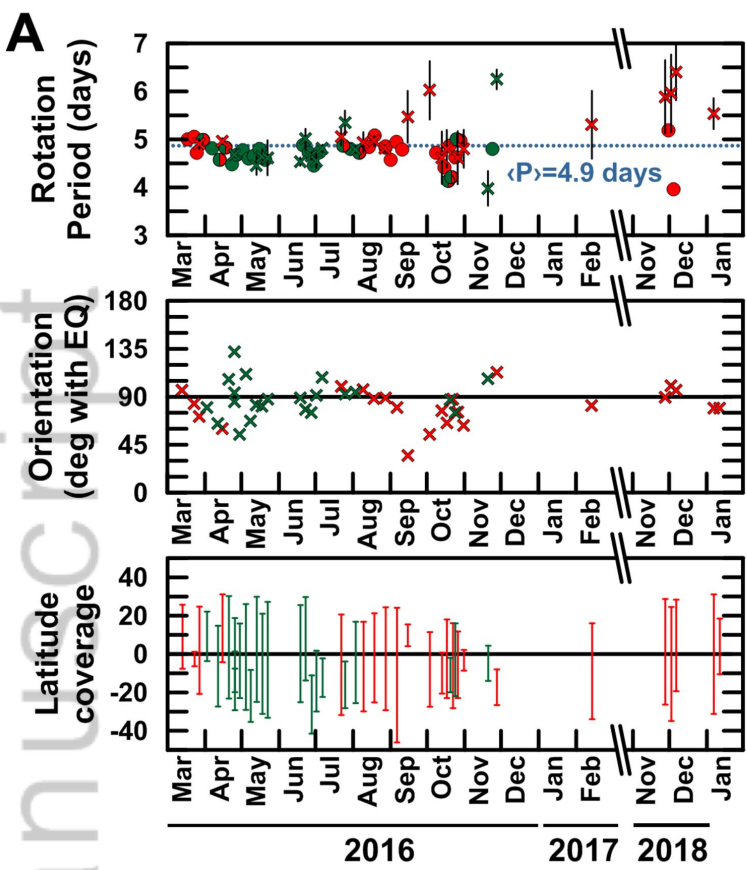 A
Rotation
Period (days)
7
6
5
4
3
‹P›=4.9 days
Mar Apr May Jun Jul Aug Sep Oct Nov Dec Jan Feb Nov Dec Jan
Orientation
(deg with EQ)
180
135
90
45
0
Mar Apr May Jun Jul Aug Sep Oct Nov Dec Jan Feb Nov Dec Jan
Latitude
coverage
40
20
0
-20
-40
Mar Apr May Jun Jul Aug Sep Oct Nov Dec Jan Feb Nov Dec Jan
2016 2017 2018
anuscript